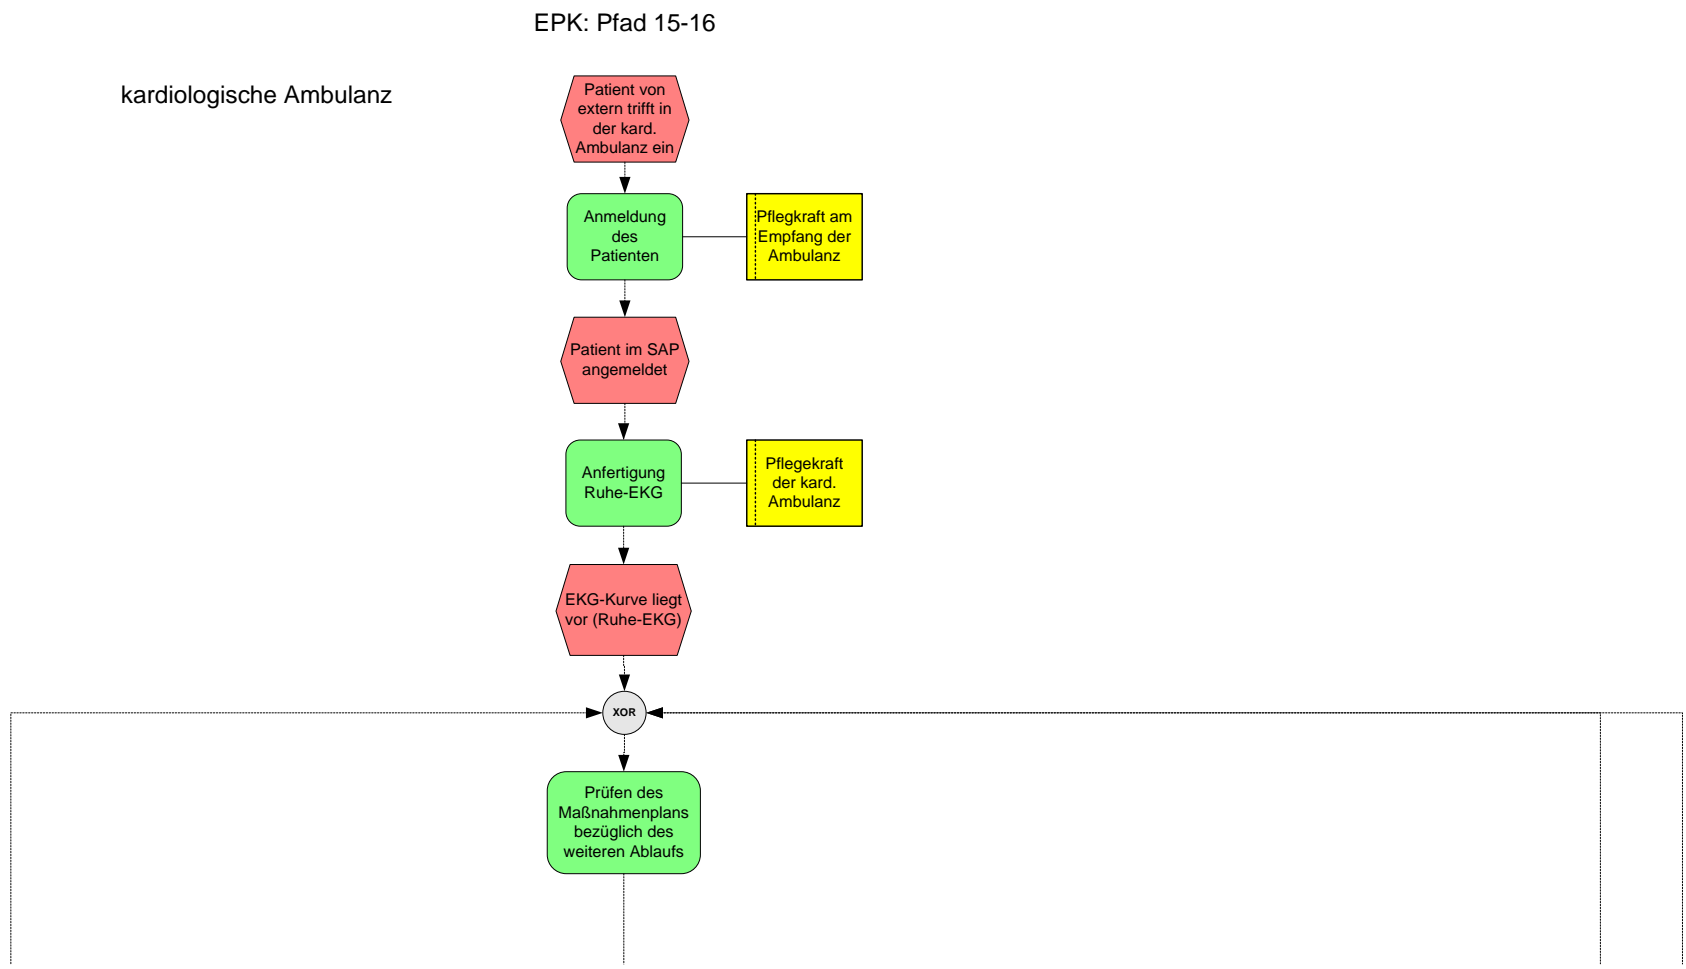 EPK: Pfad 15-16
kardiologische Ambulanz
Patient von
extern trifft in
der kard.
Ambulanz ein
Anmeldung
des
Patienten
Pflegkraft am
Empfang der
Ambulanz
Patient im SAP
angemeldet
Anfertigung
Ruhe-EKG
Pflegekraft
der kard.
Ambulanz
EKG-Kurve liegt
vor (Ruhe-EKG)
XOR
Prüfen des
Maßnahmenplans
bezüglich des
weiteren Ablaufs